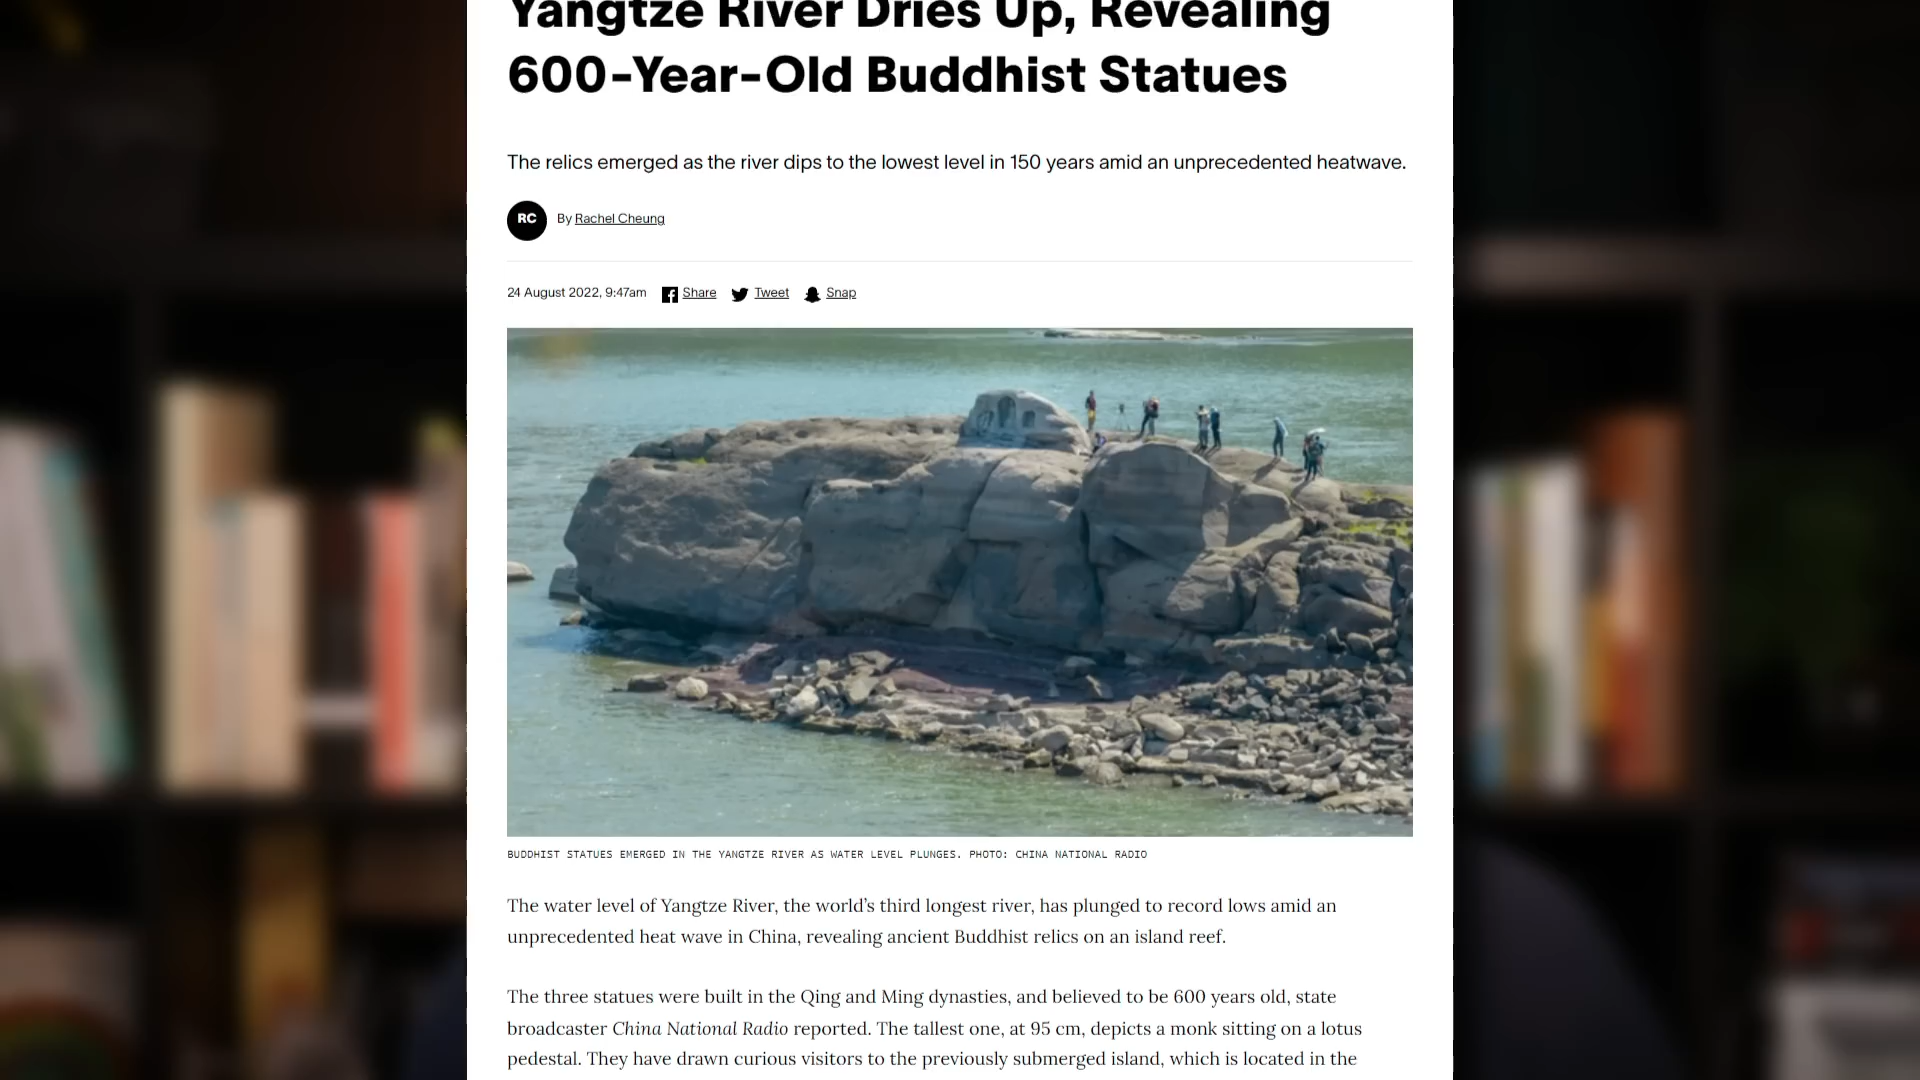 Yangtze River Dries Up, Revealing
600-Year-Old Buddhist Statues
The relics emerged as the river dips to the lowest level in 150 years amid an unprecedented heatwave.
RC
By Rachel Cheung
24 August 2022, 9:47am
Share
Tweet
Snap
BUDDHIST STATUES EMERGED IN THE YANGTZE RIVER AS WATER LEVEL PLUNGES. PHOTO: CHINA NATIONAL RADIO
The water level of Yangtze River, the world’s third longest river, has plunged to record lows amid an
unprecedented heat wave in China, revealing ancient Buddhist relics on an island reef.
The three statues were built in the Qing and Ming dynasties, and believed to be 600 years old, state
broadcaster China National Radio reported. The tallest one, at 95 cm, depicts a monk sitting on a lotus
pedestal. They have drawn curious visitors to the previously submerged island, which is located in the